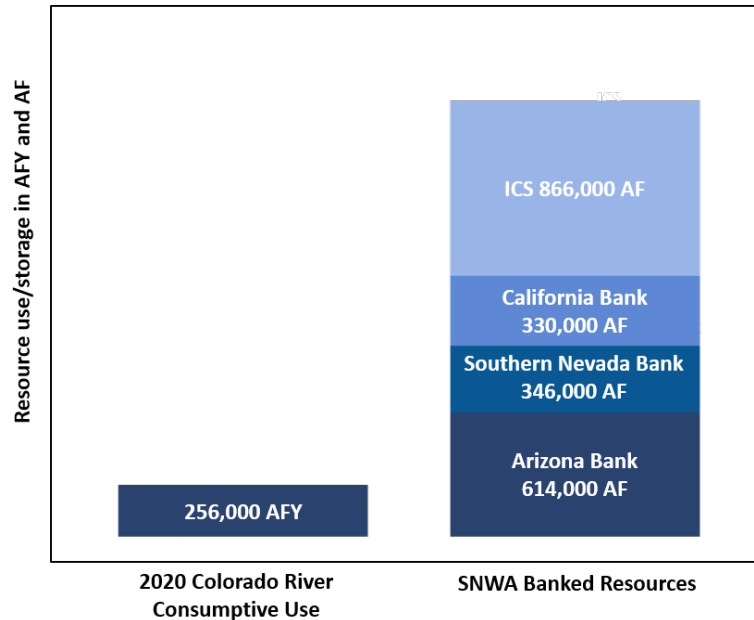 Resource use/storage in AFY and AF
ICS
ICS 866,000 AF
California Bank
330,000 AF
Southern Nevada Bank
346,000 AF
Arizona Bank
614,000 AF
256,000 AFY
2020 Colorado River
Consumptive Use
SNWA Banked Resources